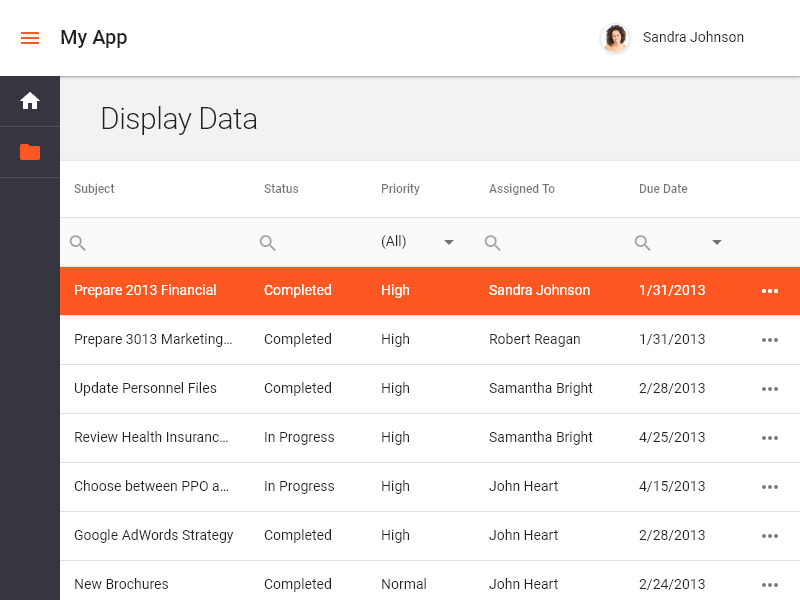 My App
Sandra Johnson
Display Data
Subject Status Priority Assigned To Due Date
(All)
Prepare 2013 Financial Completed High Sandra Johnson 1/31/2013
Prepare 3013 Marketing... Completed High Robert Reagan 1/31/2013
Update Personnel Files Completed High Samantha Bright 2/28/2013
Review Health Insuranc... In Progress High Samantha Bright 4/25/2013
Choose between PPO a... In Progress High John Heart 4/15/2013
Google AdWords Strategy Completed High John Heart 2/28/2013
New Brochures Completed Normal John Heart 2/24/2013